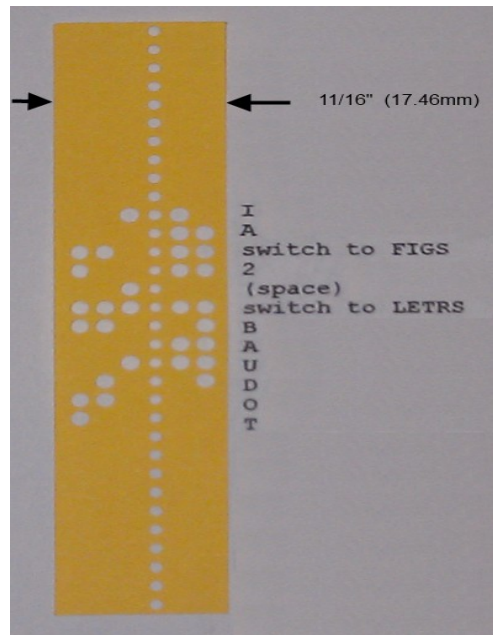 11/16" (17.46mm)
I
A
switch to FIGS
2
(space)
switch to LETRS
B
A
U
D
O
T